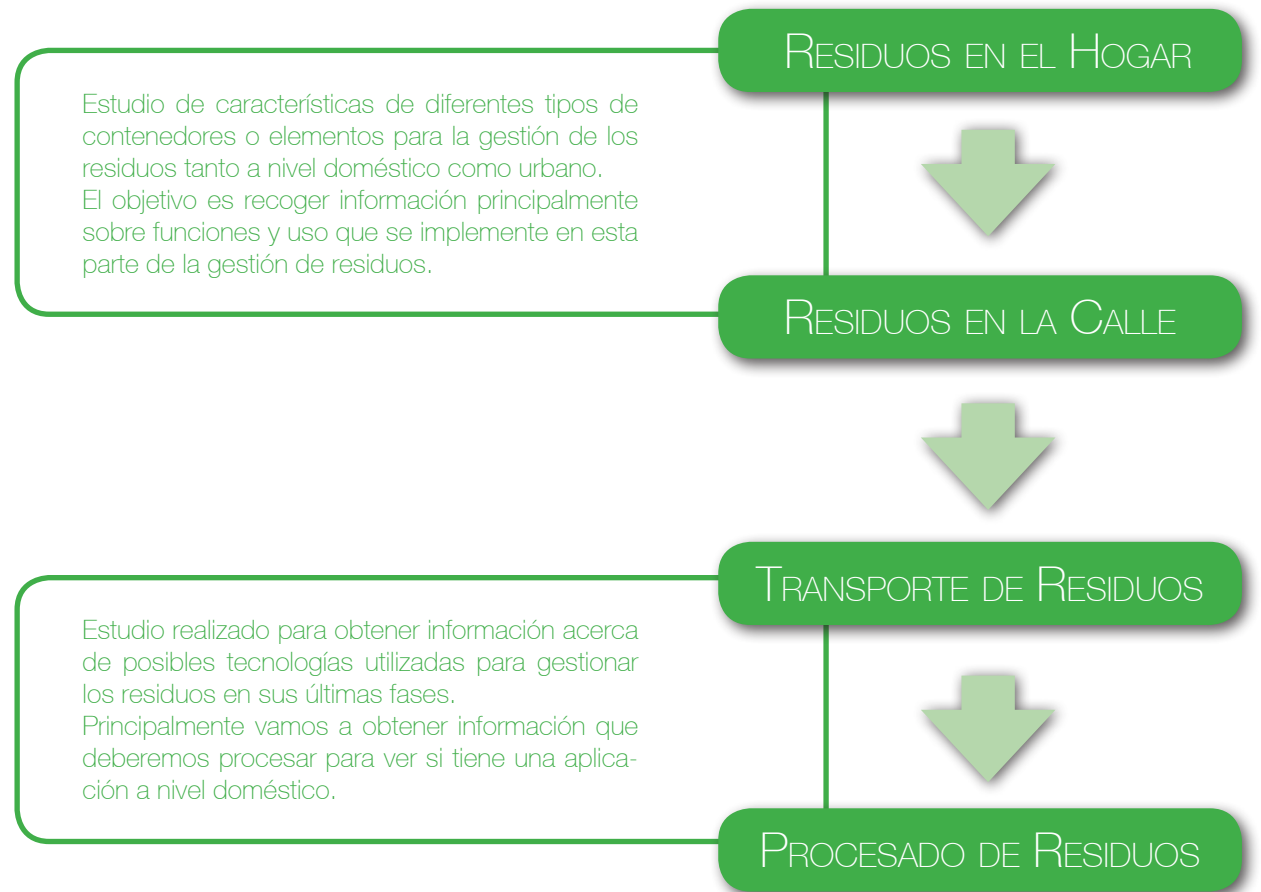 Residuos en el Hogar
Estudio de características de diferentes tipos de
contenedores o elementos para la gestión de los
residuos tanto a nivel doméstico como urbano.
El objetivo es recoger información principalmente
sobre funciones y uso que se implemente en esta
parte de la gestión de residuos.
Residuos en la Calle
Transporte de Residuos
Estudio realizado para obtener información acerca
de posibles tecnologías utilizadas para gestionar
los residuos en sus últimas fases.
Principalmente vamos a obtener información que
deberemos procesar para ver si tiene una aplica-
ción a nivel doméstico.
Procesado de Residuos